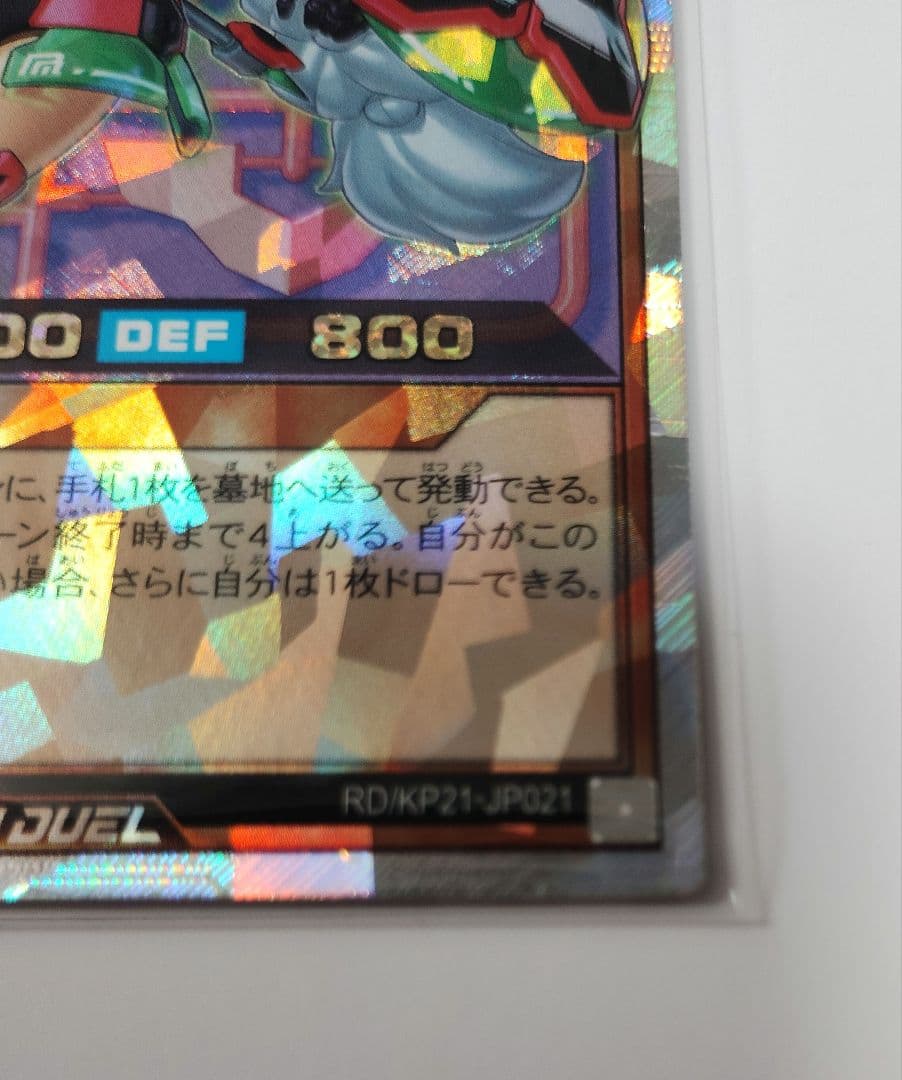 00 DEF 800
に、手札1枚を墓地へ送って発動できる。
ーン終了時まで4上がる。自分がこの
い場合、さらに自分は1枚ドローできる。
RD/KP21-JP021
DUEL